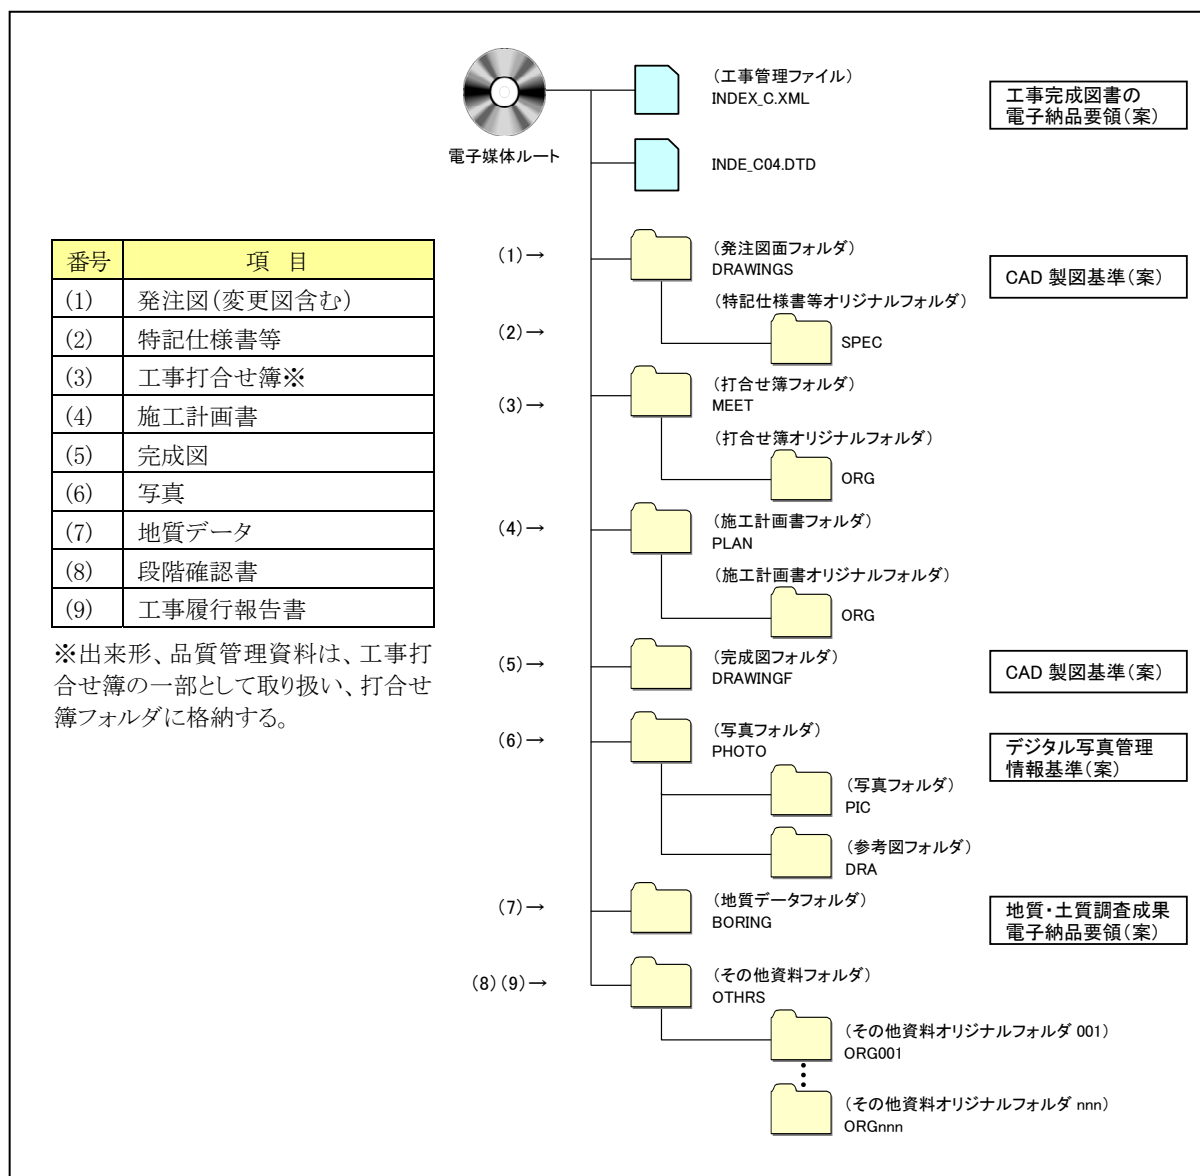 電子媒体ルート
(工事管理ファイル)
INDEX_C.XML
工事完成図書の
電子納品要領(案)
INDE_C04.DTD
番号 項 目
(1) 発注図(変更図含む)
(2) 特記仕様書等
(3) 工事打合せ簿※
(4) 施工計画書
(5) 完成図
(6) 写真
(7) 地質データ
(8) 段階確認書
(9) 工事履行報告書
※出来形、品質管理資料は、工事打
合せ簿の一部として取り扱い、打合せ
簿フォルダに格納する。
(1)→
(発注図面フォルダ)
DRAWINGS
CAD 製図基準(案)
(特記仕様書等オリジナルフォルダ)
(2)→
SPEC
(3)→
(打合せ簿フォルダ)
MEET
(打合せ簿オリジナルフォルダ)
ORG
(4)→
(施工計画書フォルダ)
PLAN
(施工計画書オリジナルフォルダ)
ORG
(5)→
(完成図フォルダ)
DRAWINGF
CAD 製図基準(案)
(6)→
(写真フォルダ)
PHOTO
デジタル写真管理
情報基準(案)
(写真フォルダ)
PIC
(参考図フォルダ)
DRA
(7)→
(地質データフォルダ)
BORING
地質・土質調査成果
電子納品要領(案)
(8)(9)→
(その他資料フォルダ)
OTHRS
(その他資料オリジナルフォルダ 001)
ORG001
(その他資料オリジナルフォルダ nnn)
ORGnnn